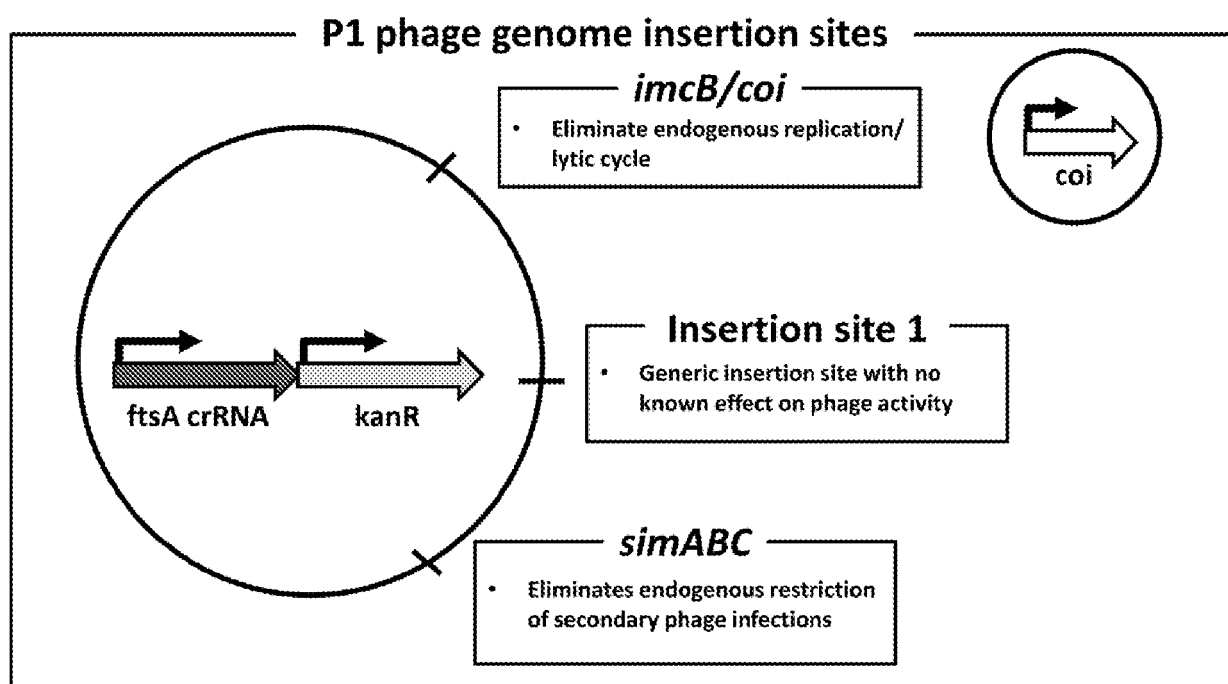 P1 phage genome insertion sites
imcB/coi
• Eliminate endogenous replication/
lytic cycle
coi
Insertion site 1
• Generic insertion site with no
known effect on phage activity
ftsA crRNA
kanR
simABC
• Eliminates endogenous restriction
of secondary phage infections